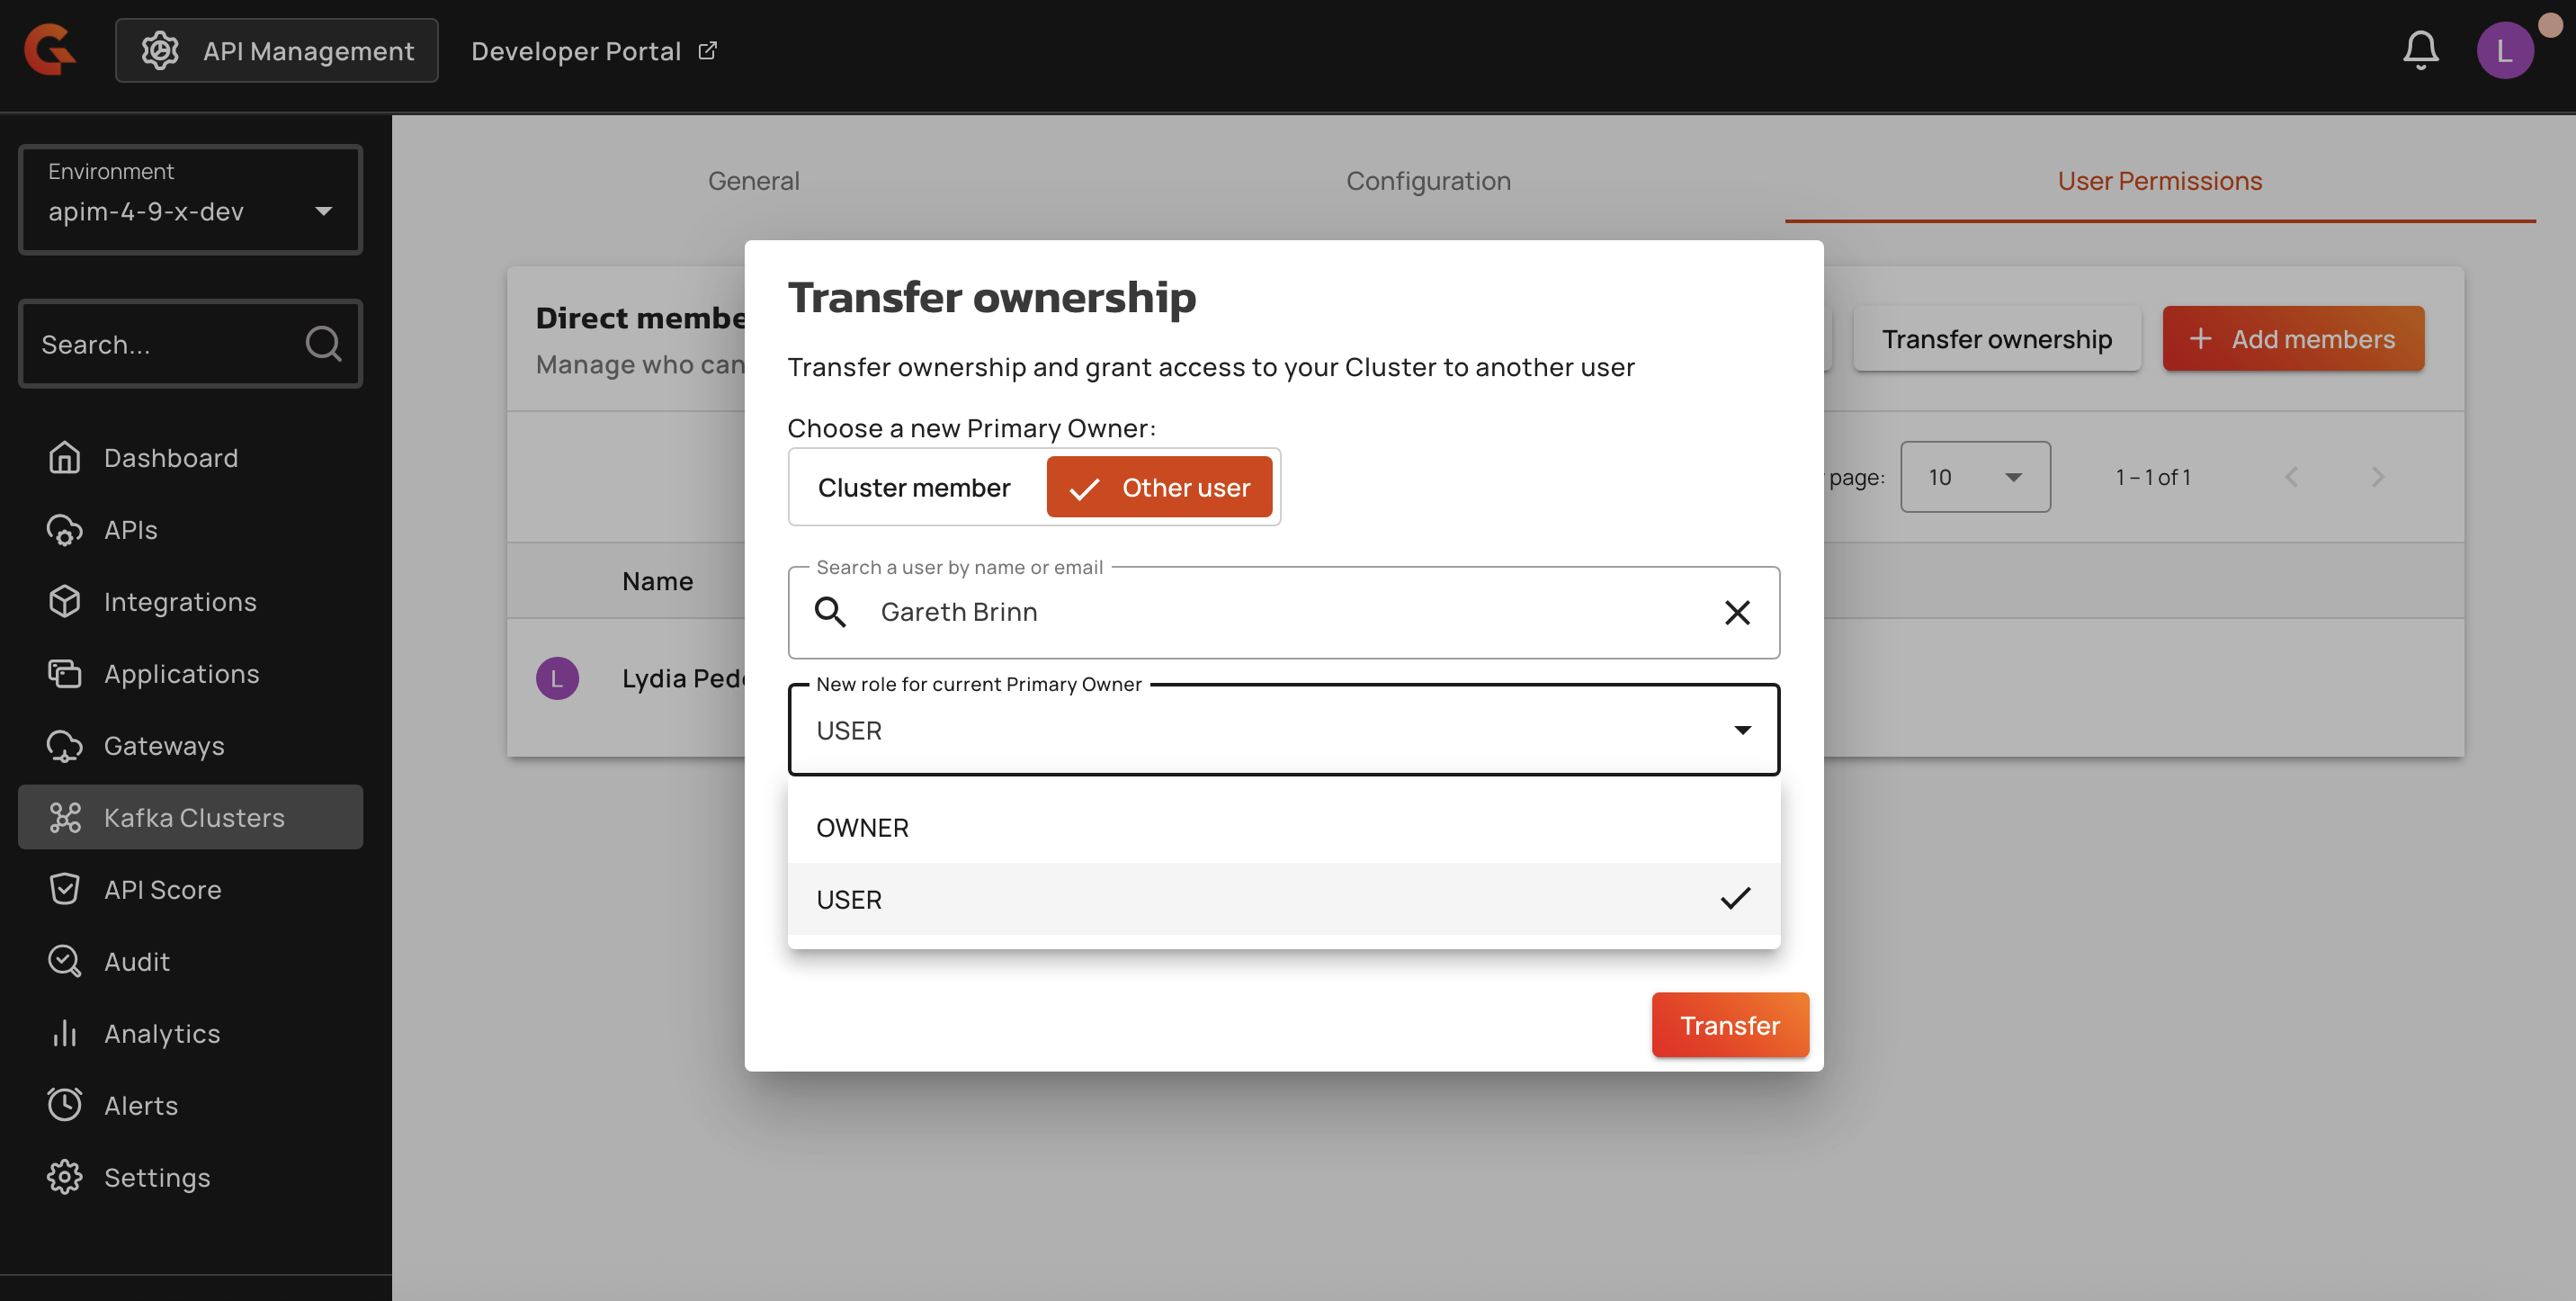 API Management
Developer Portal
L
Environment
apim-4-9-x-dev
Search...
Dashboard
APIs
Integrations
Applications
Gateways
Kafka Clusters
API Score
Audit
Analytics
Alerts
Settings
General
Configuration
User Permissions
Direct membe
Manage who can
Transfer ownership
+ Add members
page:
10
1 – 1 of 1
Name
L
Lydia Ped
Transfer ownership
Transfer ownership and grant access to your Cluster to another user
Choose a new Primary Owner:
Cluster member
Other user
Search a user by name or email
Gareth Brinn
New role for current Primary Owner
USER
OWNER
USER
Transfer